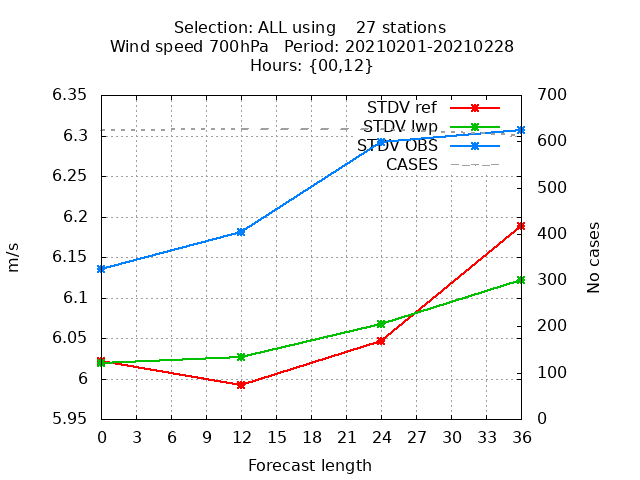 Selection: ALL using    27 stations
Wind speed 700hPa   Period: 20210201-20210228
Hours: {00,12}
6.35
6.3
6.25
6.2
6.15
6.1
6.05
6
5.95
700
600
500
400
300
200
100
0
STDV ref
STDV lwp
STDV OBS
CASES
m/s
No cases
0 3 6 9 12 15 18 21 24 27 30 33 36
Forecast length